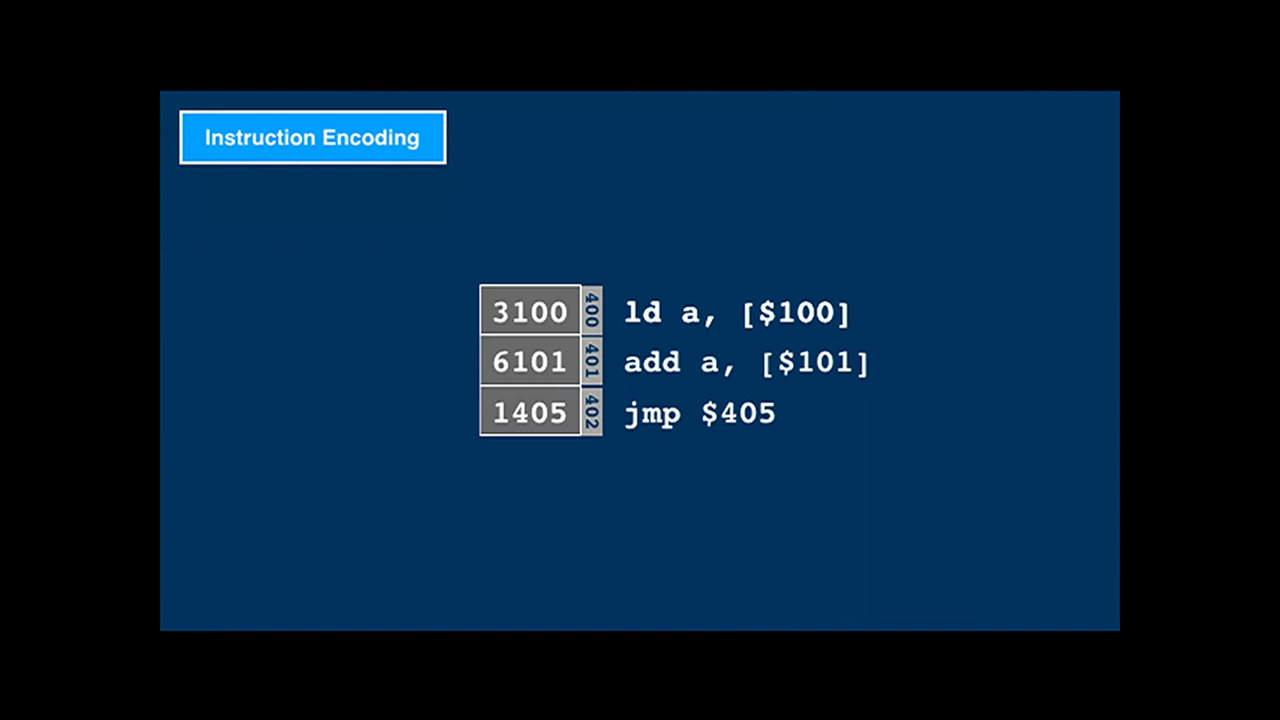 Instruction Encoding
3100 400 ld a, [$100]
6101 401 add a, [$101]
1405 402 jmp $405